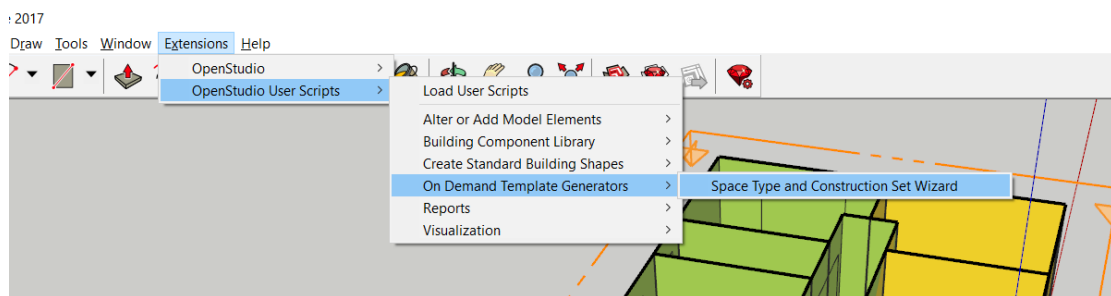 2017
Draw Tools Window Extensions Help
OpenStudio
OpenStudio User Scripts
Load User Scripts
Alter or Add Model Elements
Building Component Library
Create Standard Building Shapes
On Demand Template Generators
Space Type and Construction Set Wizard
Reports
Visualization